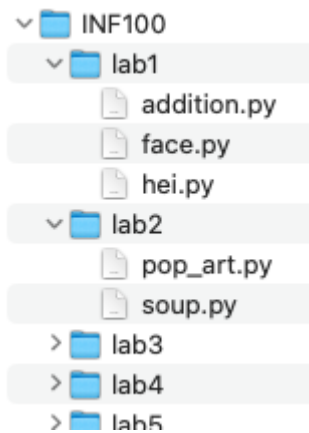 INF100
lab1
addition.py
face.py
hei.py
lab2
pop_art.py
soup.py
lab3
lab4
lab5